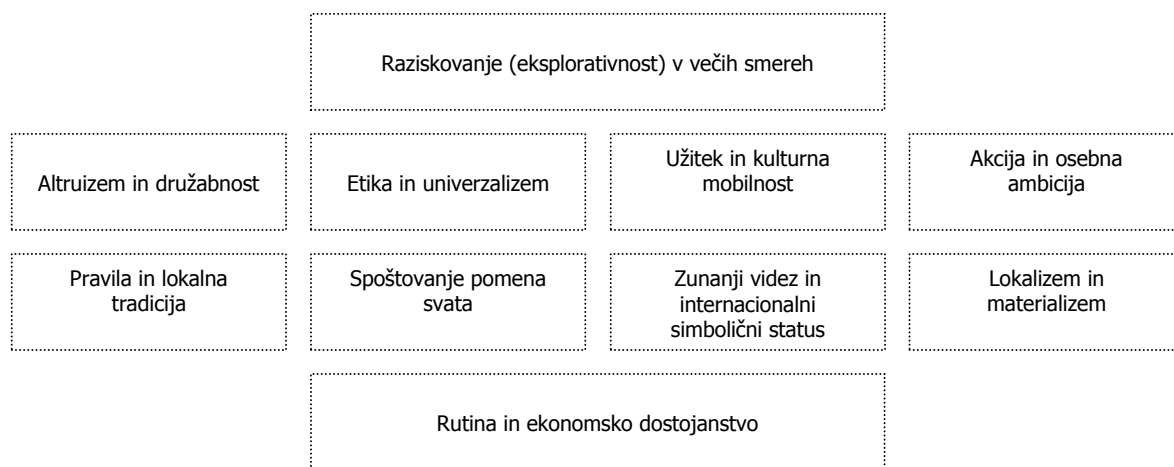 Raziskovanje (eksplorativnost) v večih smereh
Altruizem in družabnost
Etika in univerzalizem
Užitek in kulturna
mobilnost
Akcija in osebna
ambicija
Pravila in lokalna
tradicija
Spoštovanje pomena
svata
Zunanji videz in
internacionalni
simbolični status
Lokalizem in
materializem
Rutina in ekonomsko dostojanstvo